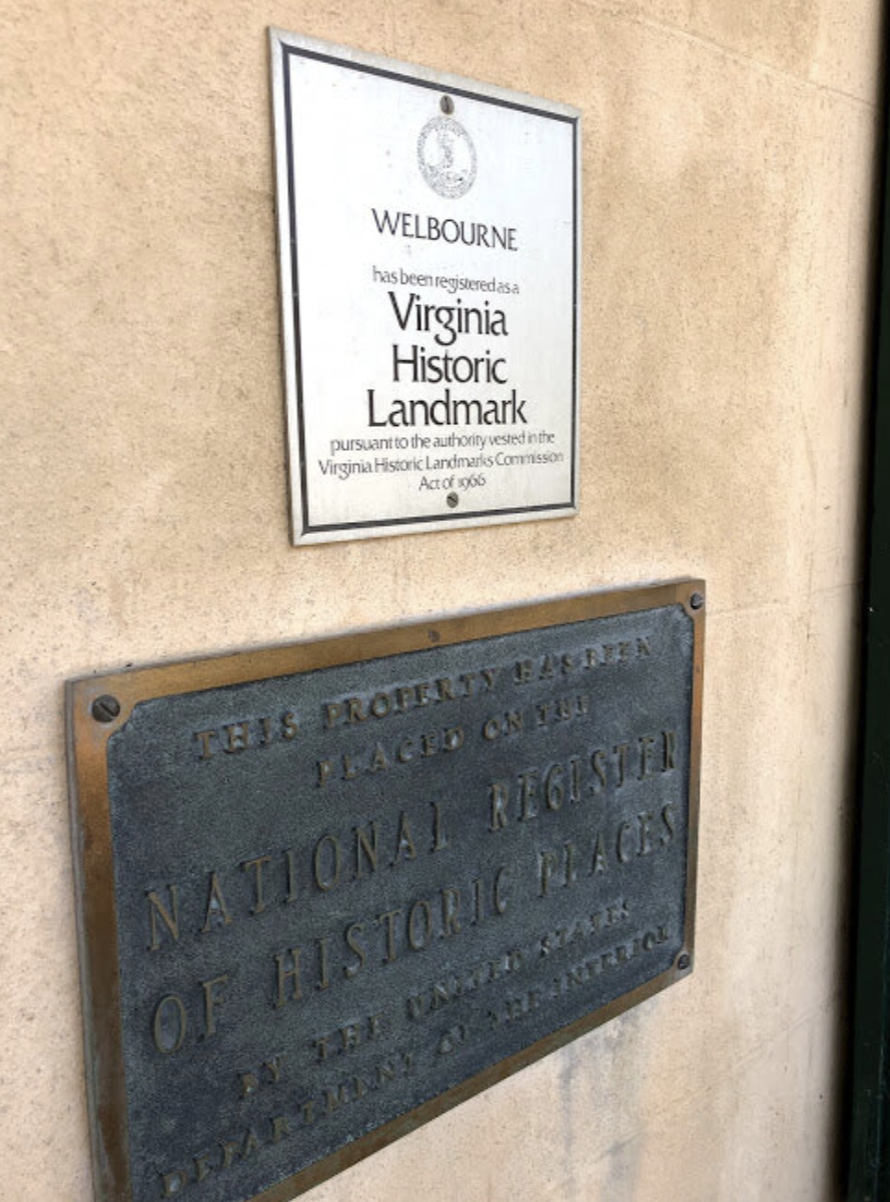 WELBOURNE
has been registered as a
Virginia
Historic
Landmark
pursuant to the authority vested in the
Virginia Historic Landmarks Commission
Act of 1966
THIS PROPERTY HAS BEEN
PLACED ON THE
NATIONAL REGISTER
OF HISTORIC PLACES
BY THE UNITED STATES
DEPARTMENT OF THE INTERIOR